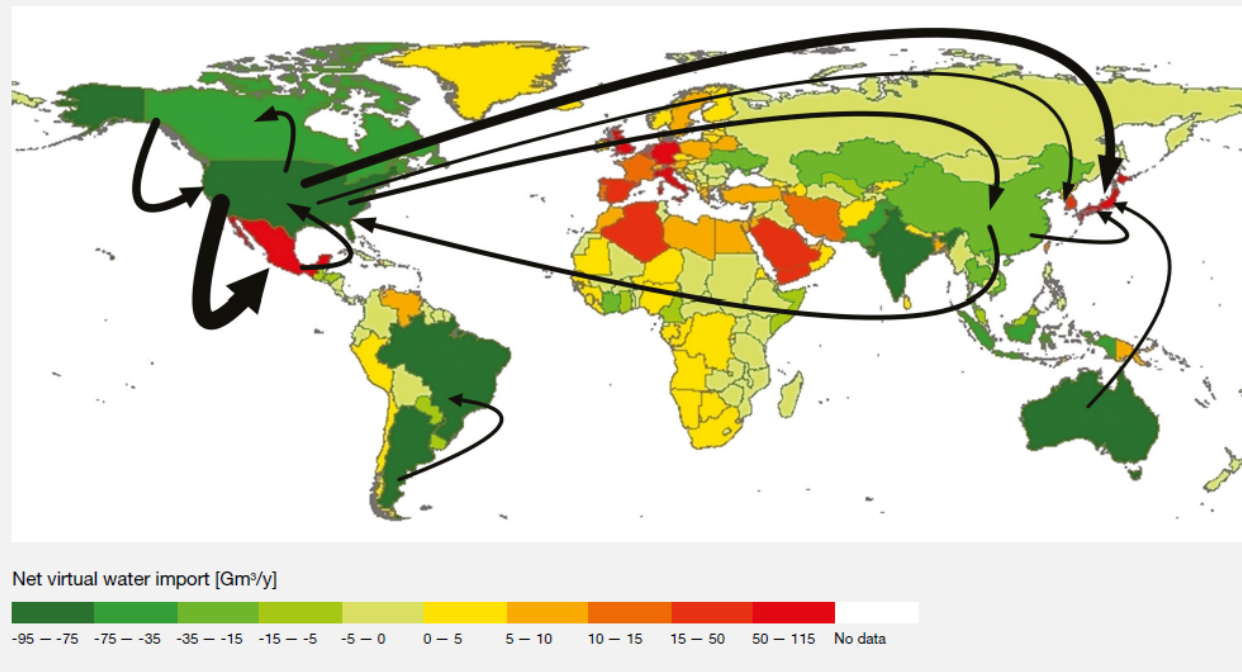 Net virtual water import [Gm³/y]
-95 — -75 -75 — -35 -35 — -15 -15 — -5 -5 — 0 0 — 5 5 — 10 10 — 15 15 — 50 50 — 115 No data